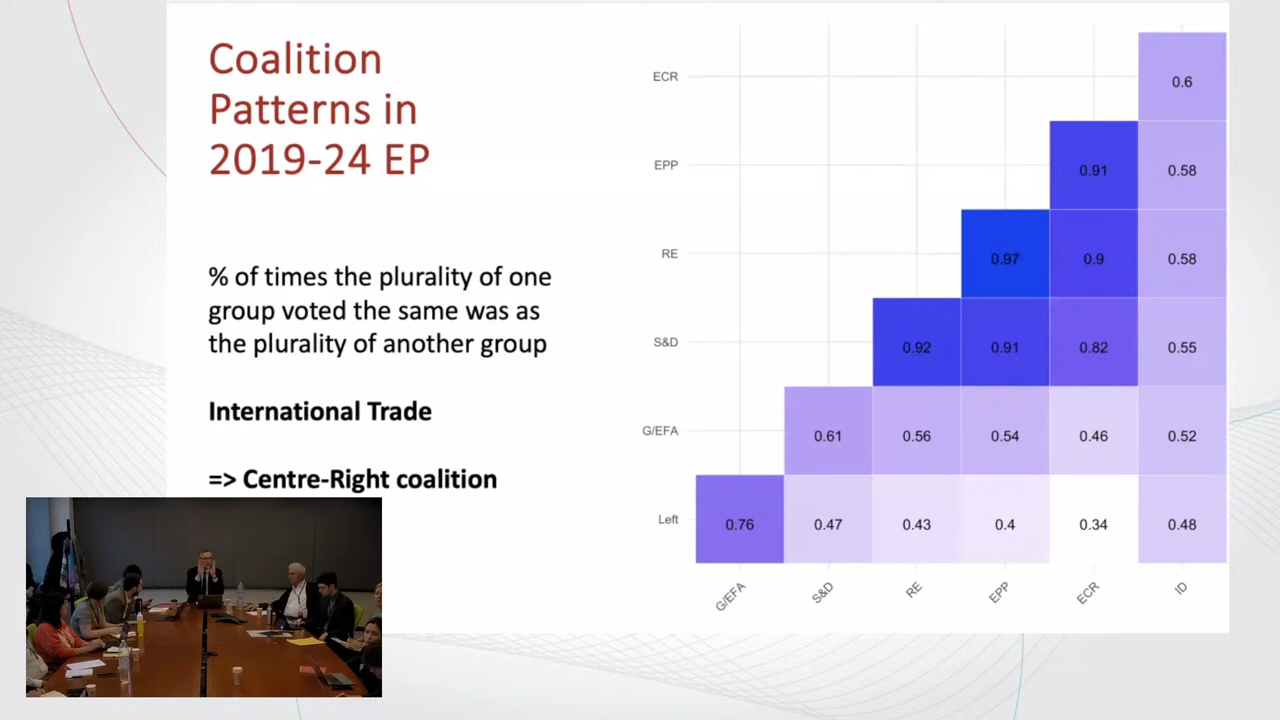 Coalition
Patterns in
2019-24 EP
% of times the plurality of one
group voted the same was as
the plurality of another group
International Trade
=> Centre-Right coalition
ECR 0.6
EPP 0.91 0.58
RE 0.97 0.9 0.58
S&D 0.92 0.91 0.82 0.55
G/EFA 0.61 0.56 0.54 0.46 0.52
Left 0.76 0.47 0.43 0.4 0.34 0.48
G/EFA S&D RE EPP ECR ID